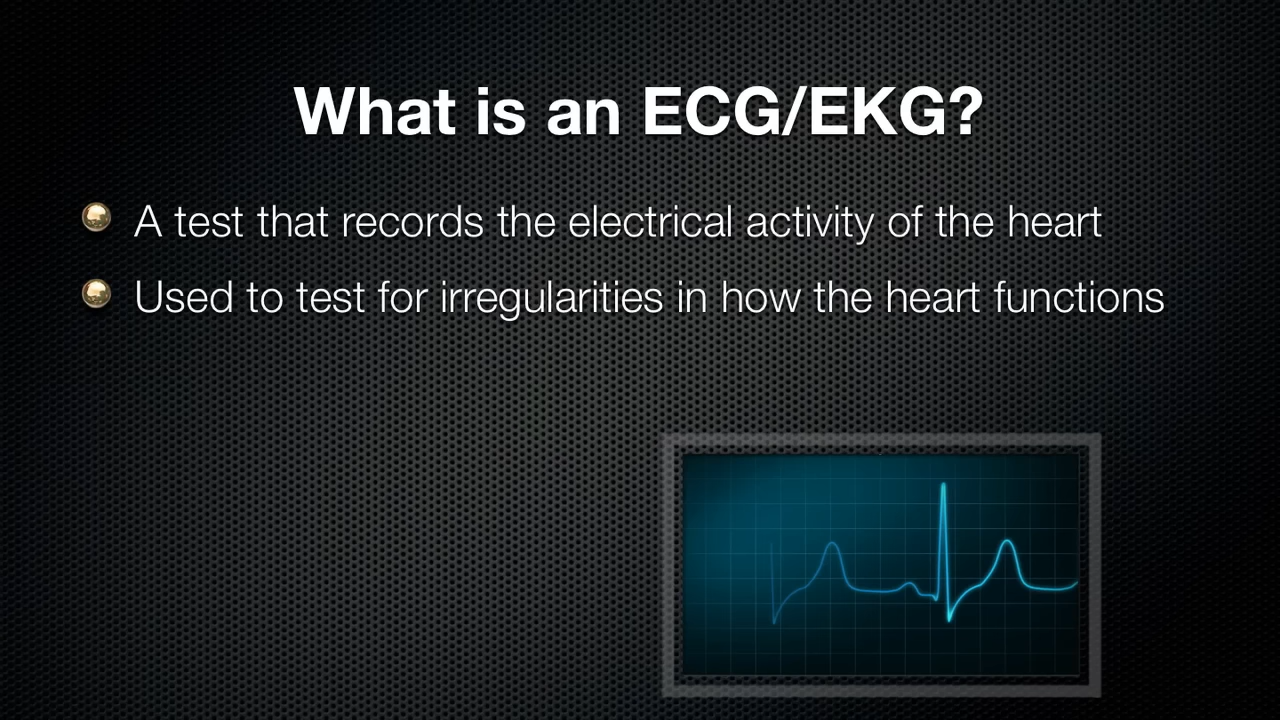 What is an ECG/EKG?
A test that records the electrical activity of the heart
Used to test for irregularities in how the heart functions